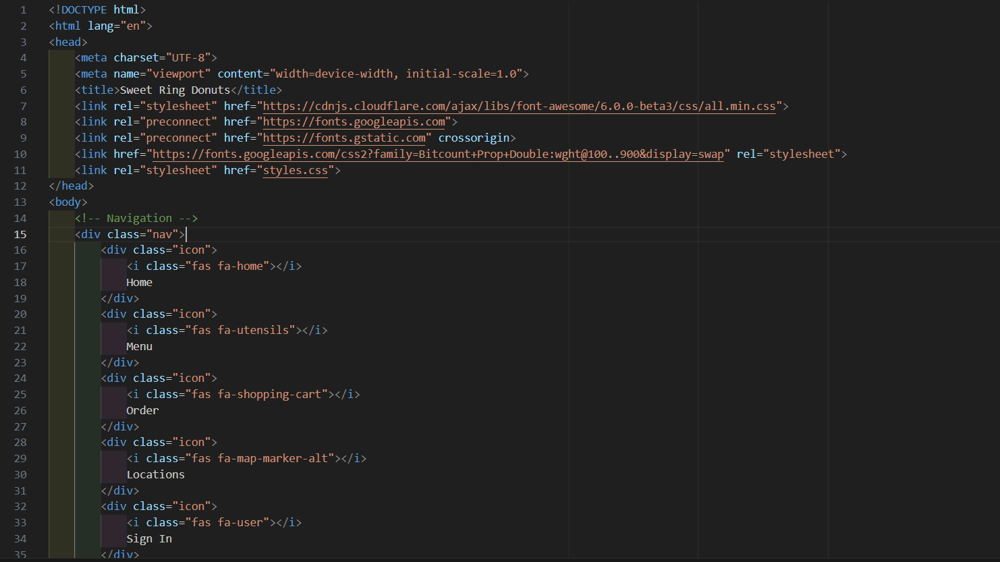 1 <!DOCTYPE html>
2 <html lang="en">
3 <head>
4     <meta charset="UTF-8">
5     <meta name="viewport" content="width=device-width, initial-scale=1.0">
6     <title>Sweet Ring Donuts</title>
7     <link rel="stylesheet" href="https://cdnjs.cloudflare.com/ajax/libs/font-awesome/6.0.0-beta3/css/all.min.css">
8     <link rel="preconnect" href="https://fonts.googleapis.com">
9     <link rel="preconnect" href="https://fonts.gstatic.com" crossorigin>
10     <link href="https://fonts.googleapis.com/css2?family=Bitcount+Prop+Double:wght@100..900&display=swap" rel="stylesheet">
11     <link rel="stylesheet" href="styles.css">
12 </head>
13 <body>
14     <!-- Navigation -->
15     <div class="nav">
16         <div class="icon">
17             <i class="fas fa-home"></i>
18             Home
19         </div>
20         <div class="icon">
21             <i class="fas fa-utensils"></i>
22             Menu
23         </div>
24         <div class="icon">
25             <i class="fas fa-shopping-cart"></i>
26             Order
27         </div>
28         <div class="icon">
29             <i class="fas fa-map-marker-alt"></i>
30             Locations
31         </div>
32         <div class="icon">
33             <i class="fas fa-user"></i>
34             Sign In
35         </div>